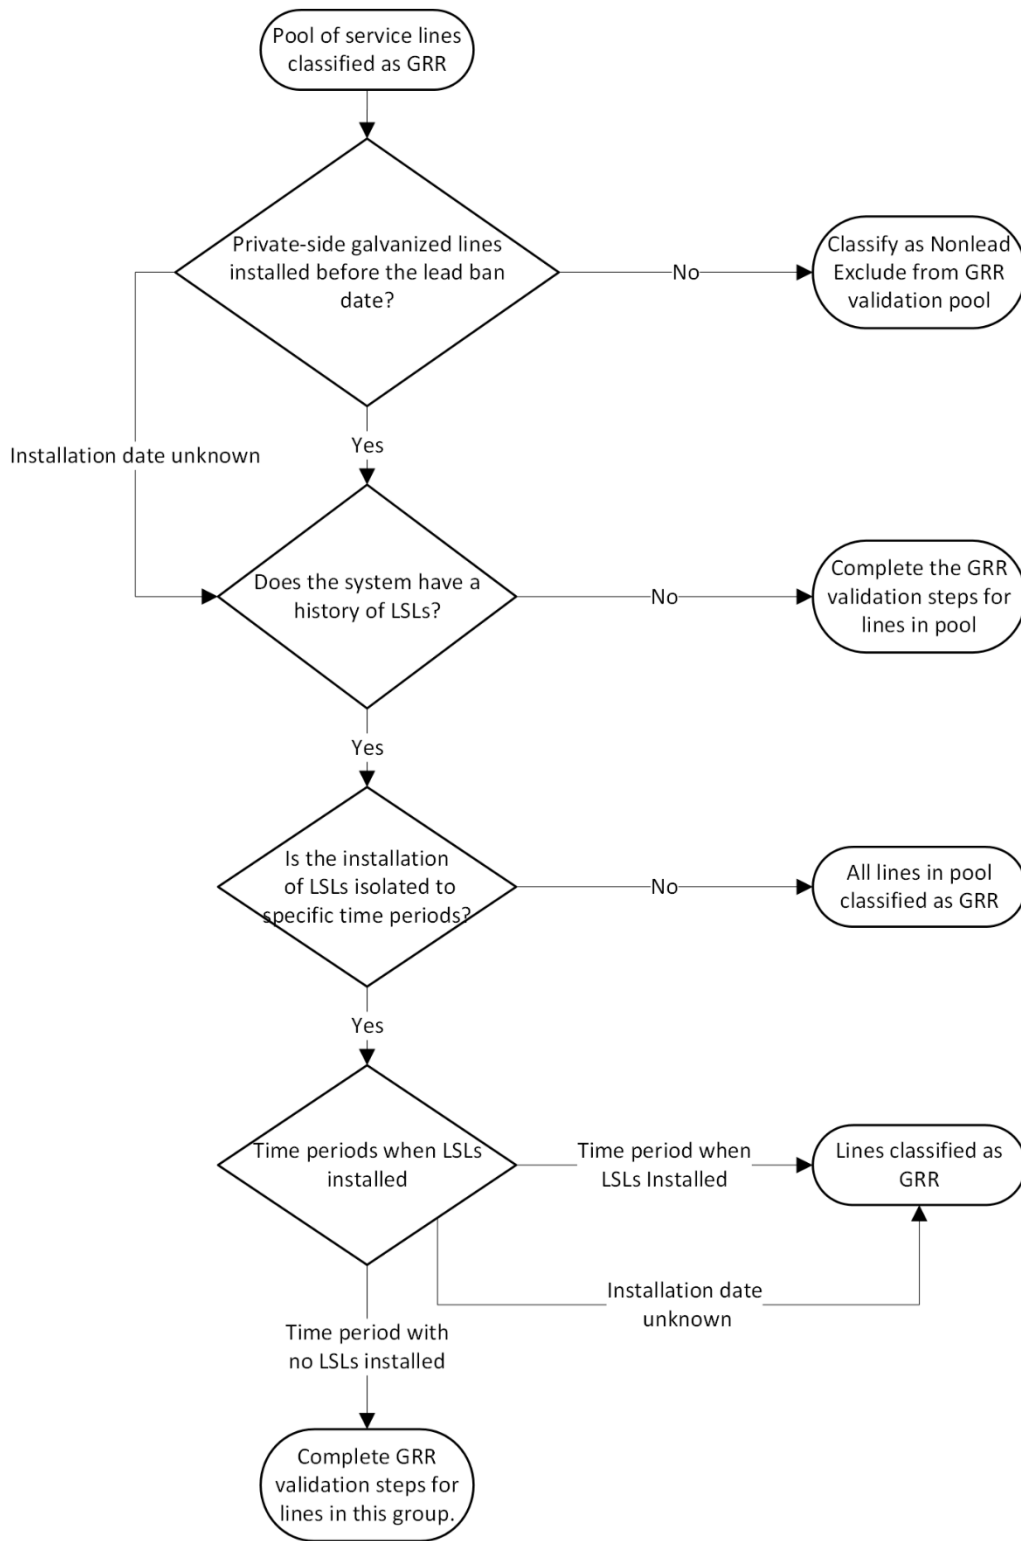 Pool of service lines
classified as GRR
Private-side galvanized lines
installed before the lead ban
date?
No
Classify as Nonlead
Exclude from GRR
validation pool
Installation date unknown
Yes
Does the system have a
history of LSLs?
No
Complete the GRR
validation steps for
lines in pool
Yes
Is the installation
of LSLs isolated to
specific time periods?
No
All lines in pool
classified as GRR
Yes
Time periods when LSLs
installed
Time period when
LSLs Installed
Lines classified as
GRR
Installation date
unknown
Time period with
no LSLs installed
Complete GRR
validation steps for
lines in this group.